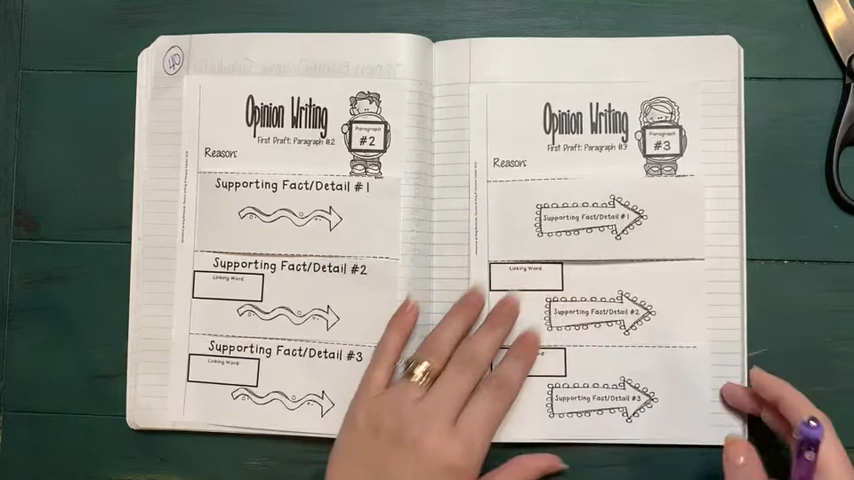 40
Opinion Writing
First Draft: Paragraph #2
Paragraph
#2
Reason:
Supporting Fact/Detail #1
Supporting Fact/Detail #2
Linking Word:
Supporting Fact/Detail #3
Linking Word:
Opinion Writing
First Draft: Paragraph #3
Paragraph
#3
Reason:
Supporting Fact/Detail #1
Linking Word:
Supporting Fact/Detail #2
Supporting Fact/Detail #3